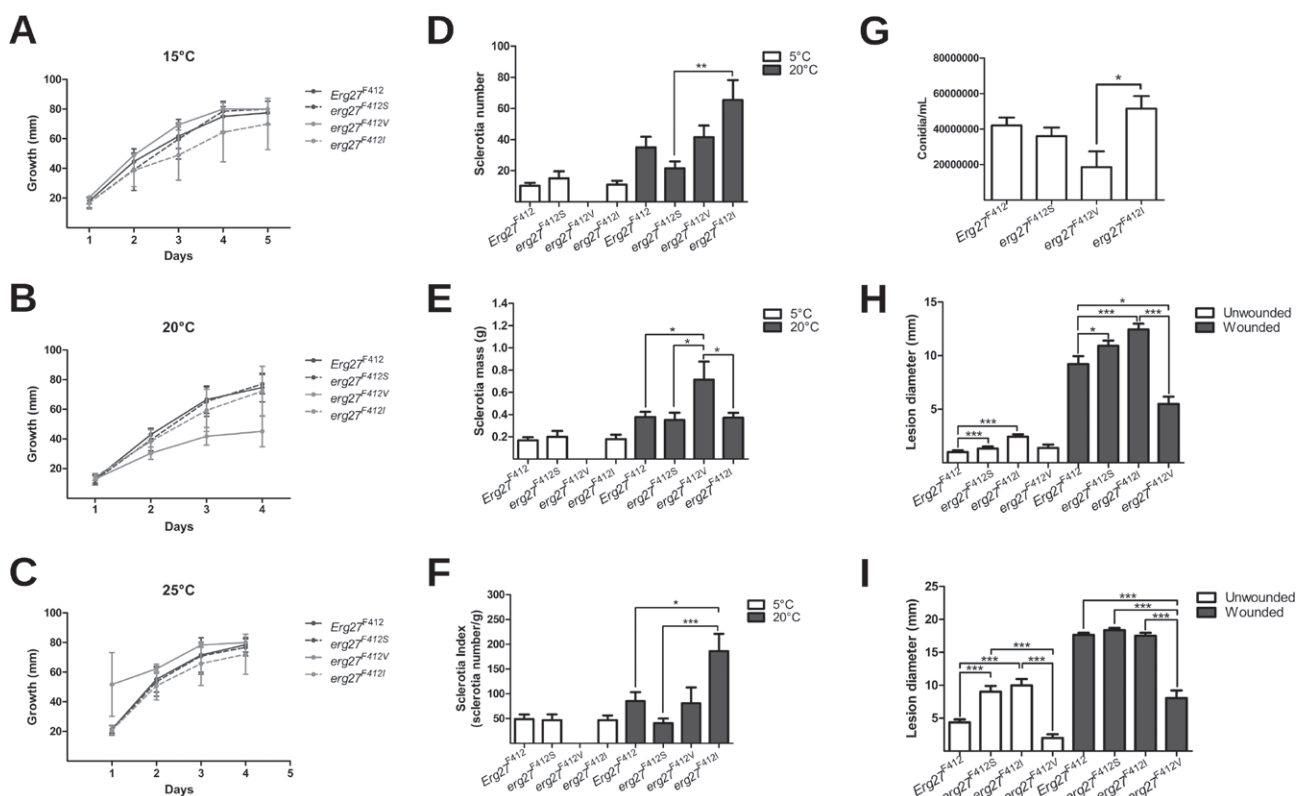 A
15°C
Growth (mm)
100
80
60
40
20
1 2 3 4 5
Days
Erg27F412
erg27F412S
erg27F412V
erg27F412I
B
20°C
Growth (mm)
100
80
60
40
20
1 2 3 4
Days
Erg27F412
erg27F412S
erg27F412V
erg27F412I
C
25°C
Growth (mm)
100
80
60
40
20
1 2 3 4 5
Days
Erg27F412
erg27F412S
erg27F412V
erg27F412I
D
Sclerotia number
100
80
60
40
20
**
5°C
20°C
Erg27F412 erg27F412S erg27F412V erg27F412I Erg27F412 erg27F412S erg27F412V erg27F412I
E
Sclerotia mass (g)
1.4
1.2
1.0
0.8
0.6
0.4
0.2
*
*
*
5°C
20°C
Erg27F412 erg27F412S erg27F412V erg27F412I Erg27F412 erg27F412S erg27F412V erg27F412I
F
Sclerotia Index
(sclerotia number/g)
300
250
200
150
100
50
*
***
5°C
20°C
Erg27F412 erg27F412S erg27F412V erg27F412I Erg27F412 erg27F412S erg27F412V erg27F412I
G
Conidia/mL
80000000
60000000
40000000
20000000
*
Erg27F412 erg27F412S erg27F412V erg27F412I
H
Lesion diameter (mm)
15
10
5
***
***
*
***
***
*
Unwounded
Wounded
Erg27F412 erg27F412S erg27F412I erg27F412V Erg27F412 erg27F412S erg27F412I erg27F412V
I
Lesion diameter (mm)
25
20
15
10
5
***
***
***
***
***
***
***
Unwounded
Wounded
Erg27F412 erg27F412S erg27F412I erg27F412V Erg27F412 erg27F412S erg27F412I erg27F412V